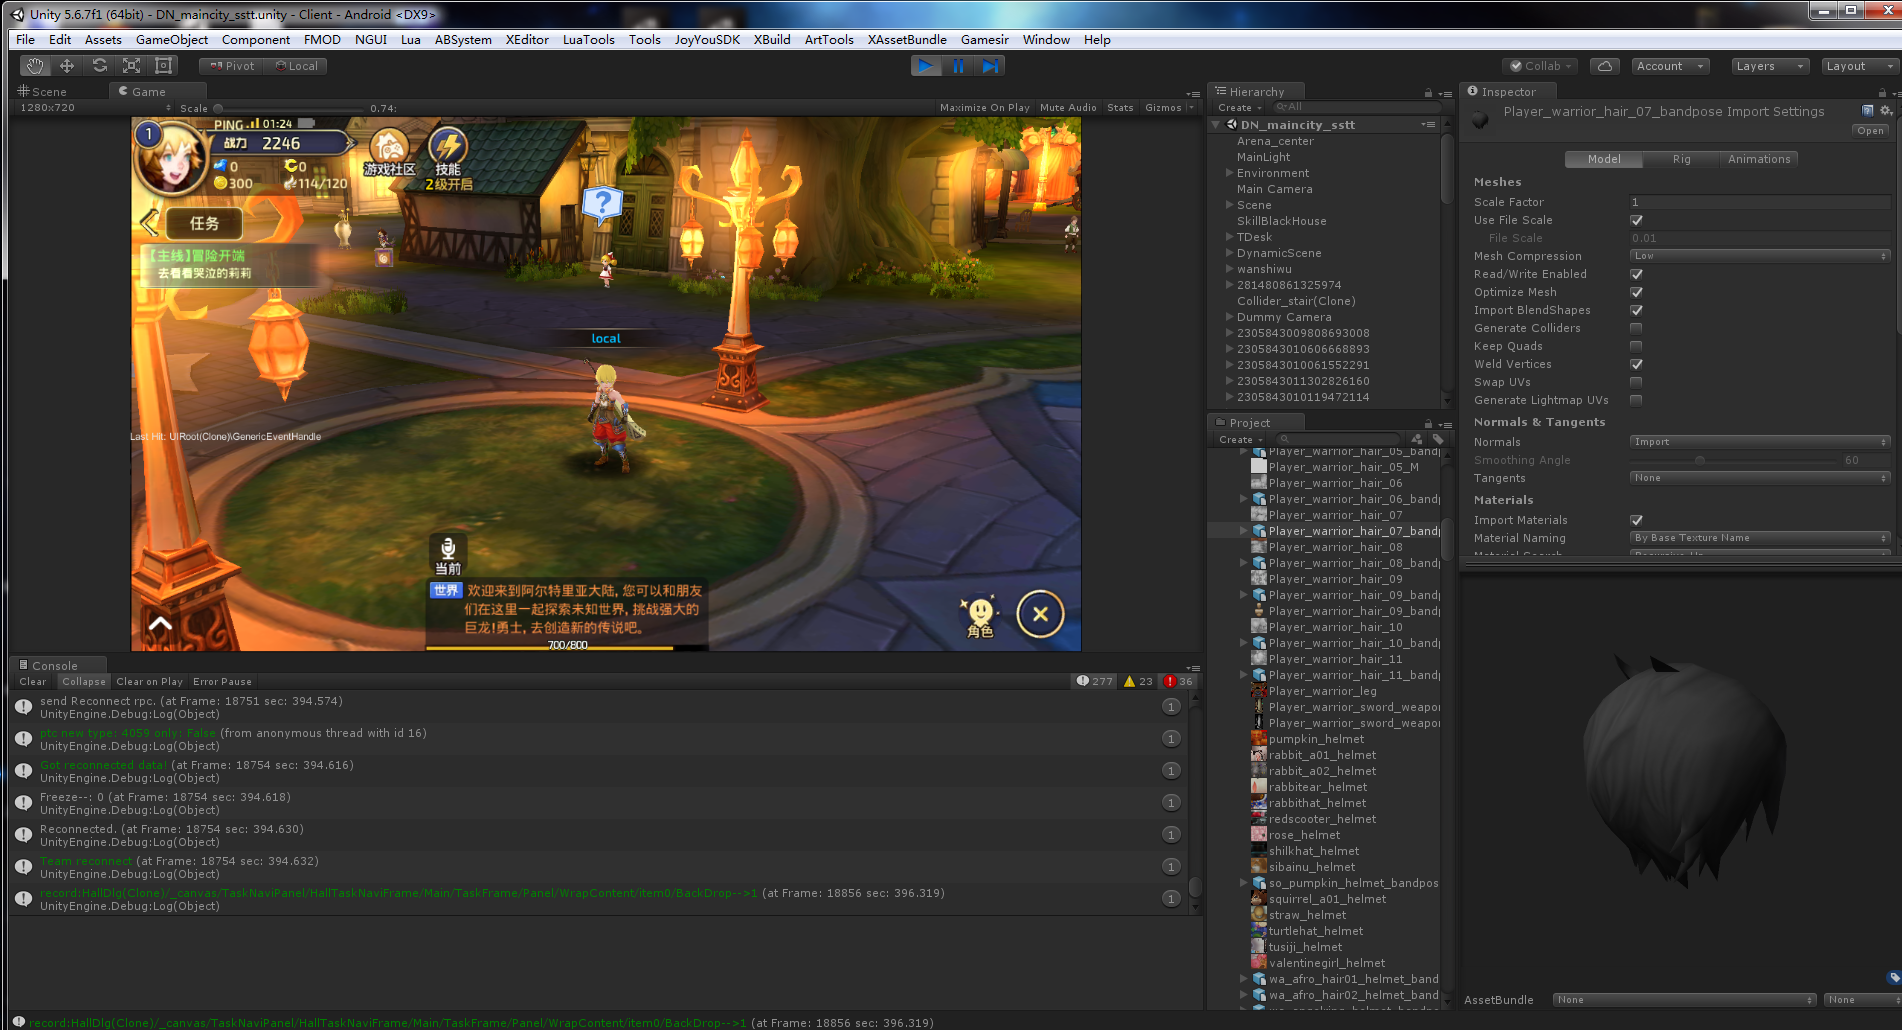 Unity 5.6.7f1 (64bit) - DN_maincity_sstt.unity - Client - Android <DX9>
File Edit Assets GameObject Component FMOD NGUI Lua ABSystem XEditor LuaTools Tools JoyYouSDK XBuild ArtTools XAssetBundle Gamesir Window Help
Pivot Local Collab Account Layers Layout
Scene Game
1280x720 Scale 0.74: Maximize On Play Mute Audio Stats Gizmos
1
PING 01:24
战力 2246
0 0
300 114/120
游戏社区
技能
2级开启
任务
【主线】冒险开端
去看看哭泣的莉莉
?
local
Last Hit: UIRoot(Clone)\GenericEventHandle
当前
世界 欢迎来到阿尔特里亚大陆,您可以和朋友
们在这里一起探索未知世界,挑战强大的
巨龙!勇士,去创造新的传说吧。
700/800
角色
Console
Clear Collapse Clear on Play Error Pause 277 23 36
send Reconnect rpc. (at Frame: 18751 sec: 394.574)
UnityEngine.Debug:Log(Object)
1
ptc new type: 4059 only: False (from anonymous thread with id 16)
UnityEngine.Debug:Log(Object)
1
Got reconnected data! (at Frame: 18754 sec: 394.616)
UnityEngine.Debug:Log(Object)
1
Freeze--: 0 (at Frame: 18754 sec: 394.618)
UnityEngine.Debug:Log(Object)
1
Reconnected. (at Frame: 18754 sec: 394.630)
UnityEngine.Debug:Log(Object)
1
Team reconnect (at Frame: 18754 sec: 394.632)
UnityEngine.Debug:Log(Object)
1
record:HallDlg(Clone)/_canvas/TaskNaviPanel/HallTaskNaviFrame/Main/TaskFrame/Panel/WrapContent/item0/BackDrop-->1 (at Frame: 18856 sec: 396.319)
UnityEngine.Debug:Log(Object)
1
record:HallDlg(Clone)/_canvas/TaskNaviPanel/HallTaskNaviFrame/Main/TaskFrame/Panel/WrapContent/item0/BackDrop-->1 (at Frame: 18856 sec: 396.319)
Hierarchy
Create All
DN_maincity_sstt
Arena_center
MainLight
Environment
Main Camera
Scene
SkillBlackHouse
TDesk
DynamicScene
wanshiwu
281480861325974
Collider_stair(Clone)
Dummy Camera
2305843009808693008
2305843010606668893
2305843010061552291
2305843011302826160
2305843010119472114
Project
Create
Player_warrior_hair_05_bandp
Player_warrior_hair_05_M
Player_warrior_hair_06
Player_warrior_hair_06_bandp
Player_warrior_hair_07
Player_warrior_hair_07_bandp
Player_warrior_hair_08
Player_warrior_hair_08_bandp
Player_warrior_hair_09
Player_warrior_hair_09_bandp
Player_warrior_hair_09_bandp
Player_warrior_hair_10
Player_warrior_hair_10_bandp
Player_warrior_hair_11
Player_warrior_hair_11_bandp
Player_warrior_leg
Player_warrior_sword_weapon
Player_warrior_sword_weapon
pumpkin_helmet
rabbit_a01_helmet
rabbit_a02_helmet
rabbitear_helmet
rabbithat_helmet
redscooter_helmet
rose_helmet
shilkhat_helmet
sibainu_helmet
so_pumpkin_helmet_bandpos
squirrel_a01_helmet
straw_helmet
turtlehat_helmet
tusiji_helmet
valentinegirl_helmet
wa_afro_hair01_helmet_band
wa_afro_hair02_helmet_band
Inspector
Player_warrior_hair_07_bandpose Import Settings
Open
Model Rig Animations
Meshes
Scale Factor 1
Use File Scale
File Scale 0.01
Mesh Compression Low
Read/Write Enabled
Optimize Mesh
Import BlendShapes
Generate Colliders
Keep Quads
Weld Vertices
Swap UVs
Generate Lightmap UVs
Normals & Tangents
Normals Import
Smoothing Angle 60
Tangents None
Materials
Import Materials
Material Naming By Base Texture Name
Material Search Recursive-Up
AssetBundle None None